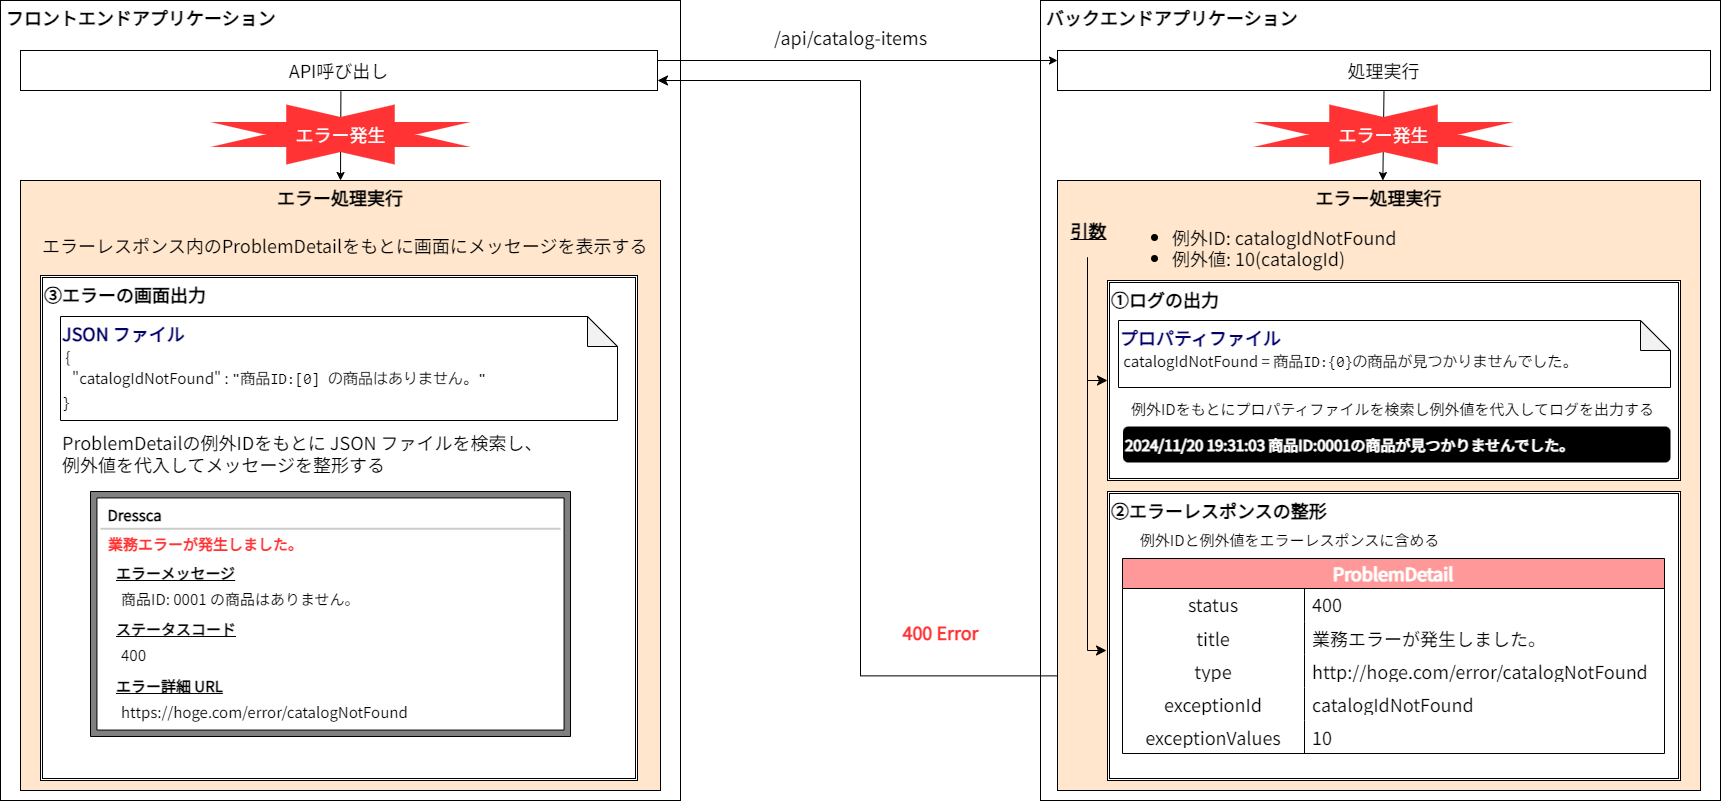 フロントエンドアプリケーション
API呼び出し
エラー発生
エラー処理実行
エラーレスポンス内のProblemDetailをもとに画面にメッセージを表示する
③エラーの画面出力
JSON ファイル
{
"catalogIdNotFound" : "商品ID:[0] の商品はありません。"
}
ProblemDetailの例外IDをもとに JSON ファイルを検索し、
例外値を代入してメッセージを整形する
Dressca
業務エラーが発生しました。
エラーメッセージ
商品ID: 0001 の商品はありません。
ステータスコード
400
エラー詳細 URL
https://hoge.com/error/catalogNotFound
/api/catalog-items
400 Error
バックエンドアプリケーション
処理実行
エラー発生
エラー処理実行
引数
• 例外ID: catalogIdNotFound
• 例外値: 10(catalogId)
①ログの出力
プロパティファイル
catalogIdNotFound = 商品ID:{0}の商品が見つかりませんでした。
例外IDをもとにプロパティファイルを検索し例外値を代入してログを出力する
2024/11/20 19:31:03 商品ID:0001の商品が見つかりませんでした。
②エラーレスポンスの整形
例外IDと例外値をエラーレスポンスに含める
ProblemDetail
status 400
title 業務エラーが発生しました。
type http://hoge.com/error/catalogNotFound
exceptionId catalogIdNotFound
exceptionValues 10